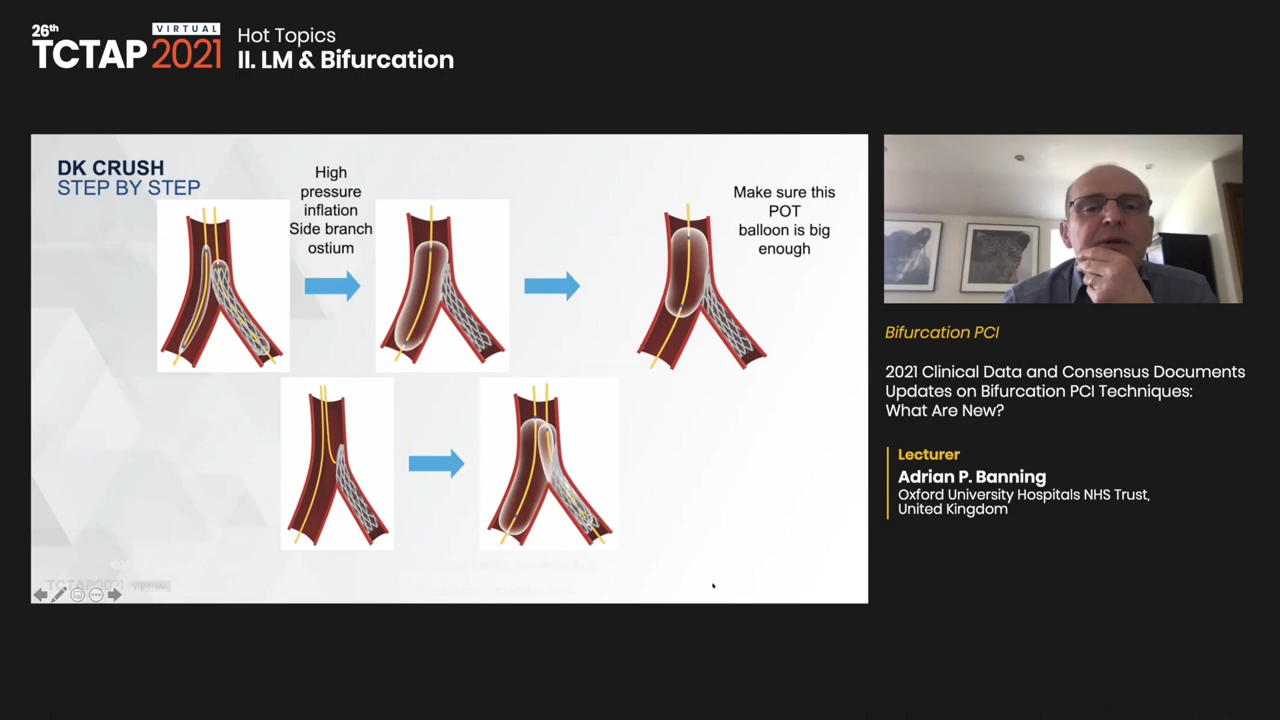 26th
VIRTUAL
TCTAP 2021
Hot Topics
II. LM & Bifurcation
DK CRUSH
STEP BY STEP
High
pressure
inflation
Side branch
ostium
Make sure this
POT
balloon is big
enough
TCTAP2021 VIRTUAL
Bifurcation PCI
2021 Clinical Data and Consensus Documents
Updates on Bifurcation PCI Techniques:
What Are New?
Lecturer
Adrian P. Banning
Oxford University Hospitals NHS Trust,
United Kingdom